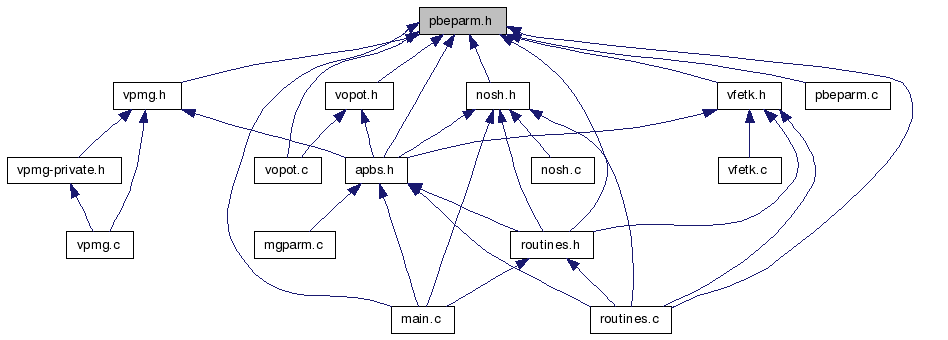 pbeparm.h
vpmg.h
vopot.h
nosh.h
vfetk.h
pbeparm.c
vpmg-private.h
vopot.c
apbs.h
nosh.c
vfetk.c
vpmg.c
mgparm.c
routines.h
main.c
routines.c